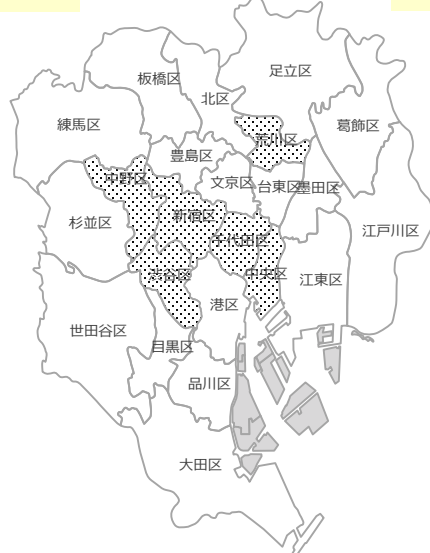 足立区
板橋区
北区
練馬区
葛飾区
荒川区
豊島区
中野区
文京区
台東区
墨田区
新宿区
杉並区
江戸川区
千代田区
渋谷区
中央区
江東区
港区
世田谷区
目黒区
品川区
大田区